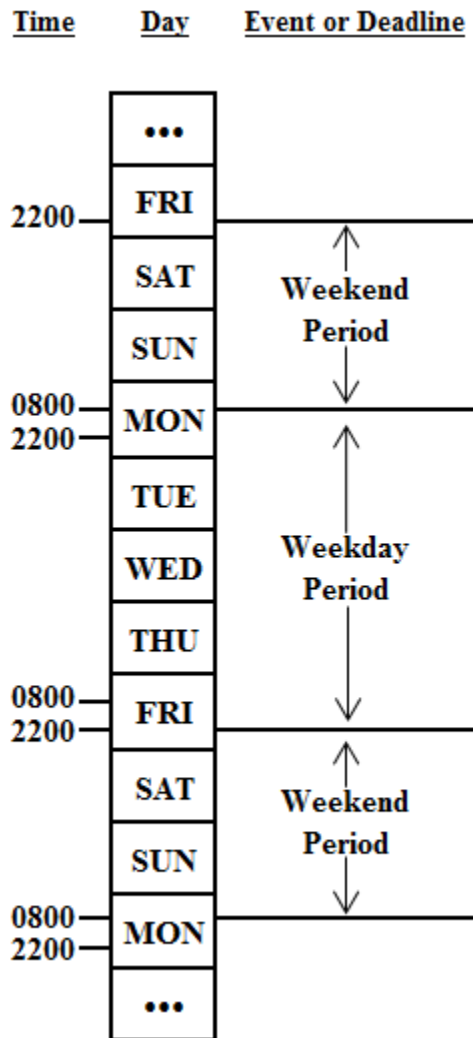 Time Day Event or Deadline
•••
2200 FRI
SAT
Weekend
Period
SUN
0800
MON
2200
TUE
Weekday
WED
Period
THU
0800
FRI
2200
SAT
Weekend
Period
SUN
0800
MON
2200
•••